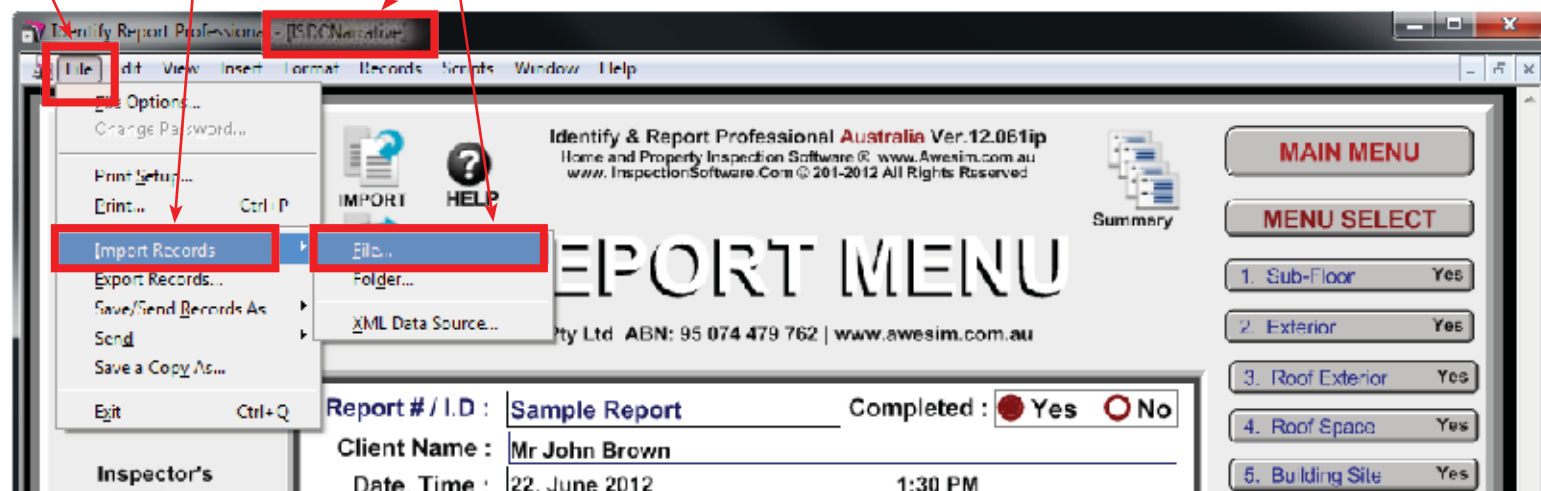 Identify Report Professional - [ISDCNarrative]
File Edit View Insert Format Records Scripts Window Help
File Options...
Change Password...
Print Setup...
Print... Ctrl+P
Import Records
Export Records...
Save/Send Records As
Send
Save a Copy As...
Exit Ctrl+Q
File...
Folder...
XML Data Source...
IMPORT
HELP
Identify & Report Professional Australia Ver.12.061ip
Home and Property Inspection Software ® www.Awesim.com.au
www. InspectionSoftware.Com © 201-2012 All Rights Reserved
Summary
EPORT MENU
Pty Ltd ABN: 95 074 479 762 | www.awesim.com.au
MAIN MENU
MENU SELECT
1. Sub-Floor Yes
2. Exterior Yes
3. Roof Exterior Yes
4. Roof Space Yes
5. Building Site Yes
Report # / I.D : Sample Report Completed : Yes No
Client Name : Mr John Brown
Date, Time : 22, June 2012 1:30 PM
Inspector's